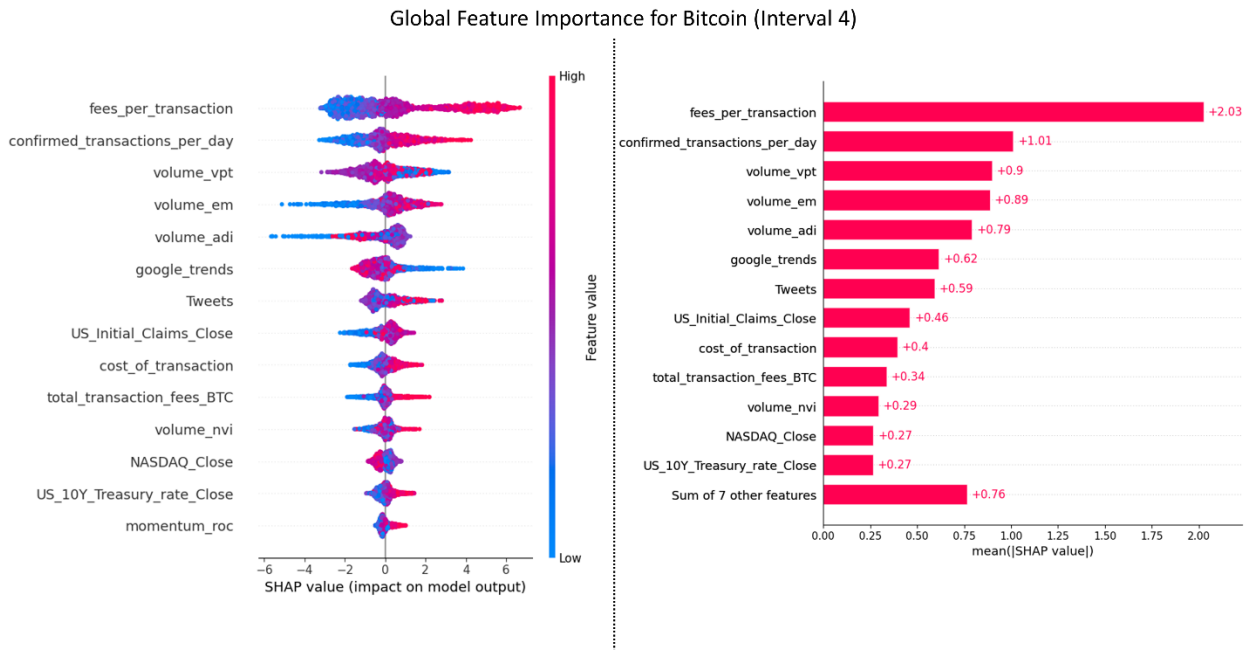 Global Feature Importance for Bitcoin (Interval 4)
fees_per_transaction
confirmed_transactions_per_day
volume_vpt
volume_em
volume_adi
google_trends
Tweets
US_Initial_Claims_Close
cost_of_transaction
total_transaction_fees_BTC
volume_nvi
NASDAQ_Close
US_10Y_Treasury_rate_Close
momentum_roc
−6 −4 −2 0 2 4 6
SHAP value (impact on model output)
High
Feature value
Low
fees_per_transaction +2.03
confirmed_transactions_per_day +1.01
volume_vpt +0.9
volume_em +0.89
volume_adi +0.79
google_trends +0.62
Tweets +0.59
US_Initial_Claims_Close +0.46
cost_of_transaction +0.4
total_transaction_fees_BTC +0.34
volume_nvi +0.29
NASDAQ_Close +0.27
US_10Y_Treasury_rate_Close +0.27
Sum of 7 other features +0.76
0.00 0.25 0.50 0.75 1.00 1.25 1.50 1.75 2.00
mean(|SHAP value|)